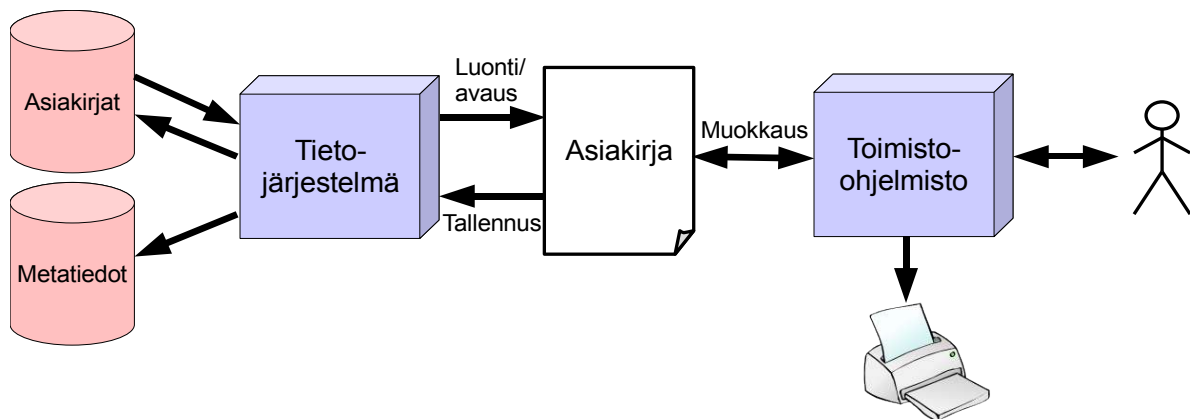 Asiakirjat
Metatiedot
Tieto-
järjestelmä
Luonti/
avaus
Tallennus
Asiakirja
Muokkaus
Toimisto-
ohjelmisto